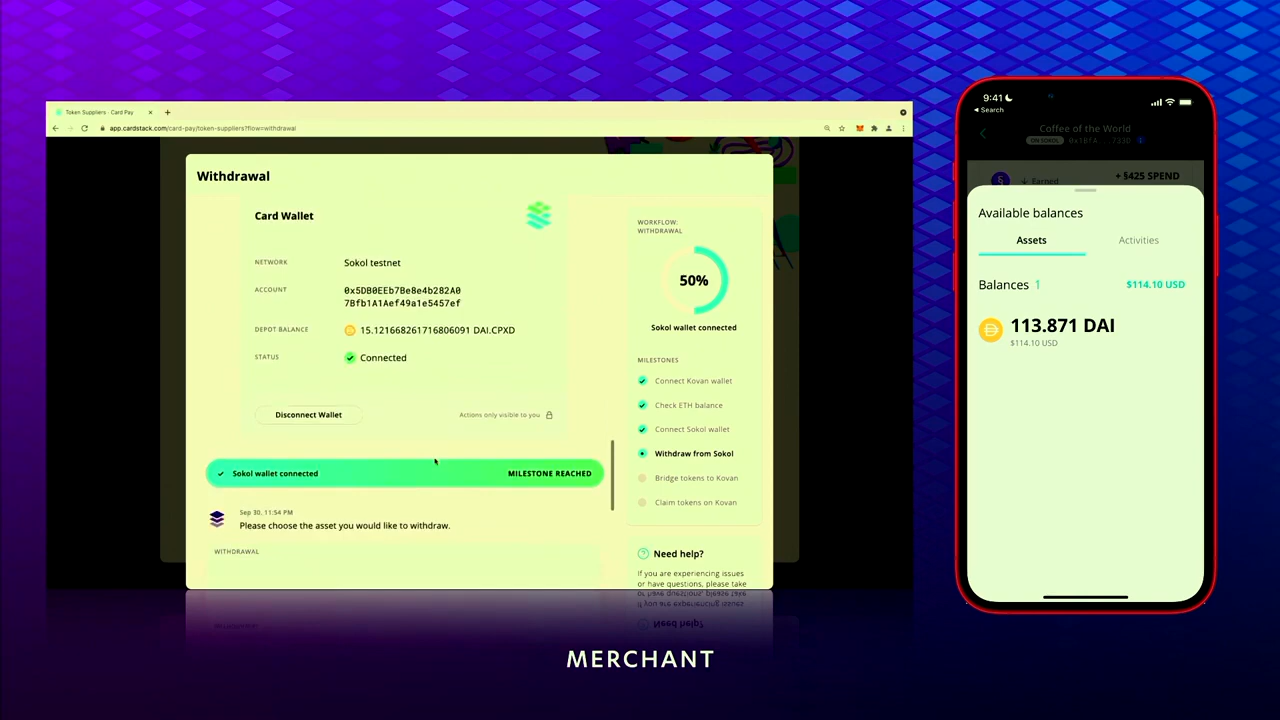 Token Suppliers · Card Pay
app.cardstack.com/card-pay/token-suppliers?flow=withdrawal
Withdrawal
Card Wallet
NETWORK
Sokol testnet
ACCOUNT
0x5DB0EEb7Be8e4b282A0
7Bfb1A1Aef49a1e5457ef
DEPOT BALANCE
15.121668261716806091 DAI.CPXD
STATUS
Connected
Disconnect Wallet
Actions only visible to you
Sokol wallet connected
MILESTONE REACHED
Sep 30, 11:54 PM
Please choose the asset you would like to withdraw.
WITHDRAWAL
WORKFLOW:
WITHDRAWAL
50%
Sokol wallet connected
MILESTONES
Connect Kovan wallet
Check ETH balance
Connect Sokol wallet
Withdraw from Sokol
Bridge tokens to Kovan
Claim tokens on Kovan
Need help?
If you are experiencing issues
or have questions, please take
9:41
Search
Coffee of the World
ON SOKOL
Earned
+ §425 SPEND
Available balances
Assets
Activities
Balances 1
$114.10 USD
113.871 DAI
$114.10 USD
MERCHANT